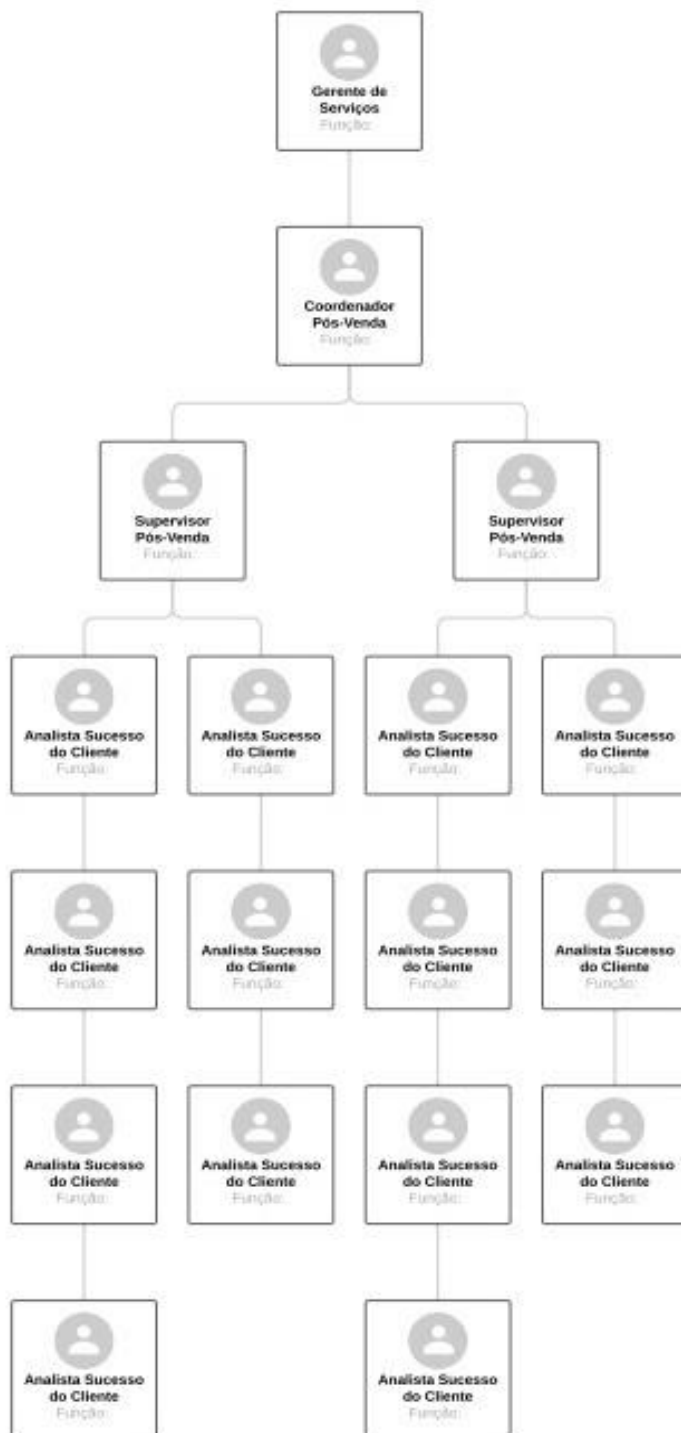 Gerente de
Serviços
Função:
Coordenador
Pós-Venda
Função:
Supervisor
Pós-Venda
Função:
Supervisor
Pós-Venda
Função:
Analista Sucesso
do Cliente
Função:
Analista Sucesso
do Cliente
Função:
Analista Sucesso
do Cliente
Função:
Analista Sucesso
do Cliente
Função:
Analista Sucesso
do Cliente
Função:
Analista Sucesso
do Cliente
Função:
Analista Sucesso
do Cliente
Função:
Analista Sucesso
do Cliente
Função:
Analista Sucesso
do Cliente
Função:
Analista Sucesso
do Cliente
Função:
Analista Sucesso
do Cliente
Função:
Analista Sucesso
do Cliente
Função:
Analista Sucesso
do Cliente
Função:
Analista Sucesso
do Cliente
Função: